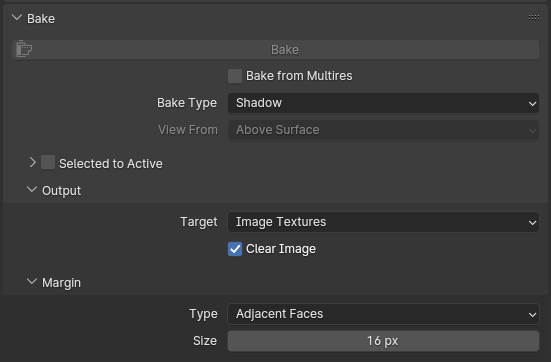 Bake
Bake
Bake from Multires
Bake Type Shadow
View From Above Surface
Selected to Active
Output
Target Image Textures
Clear Image
Margin
Type Adjacent Faces
Size 16 px